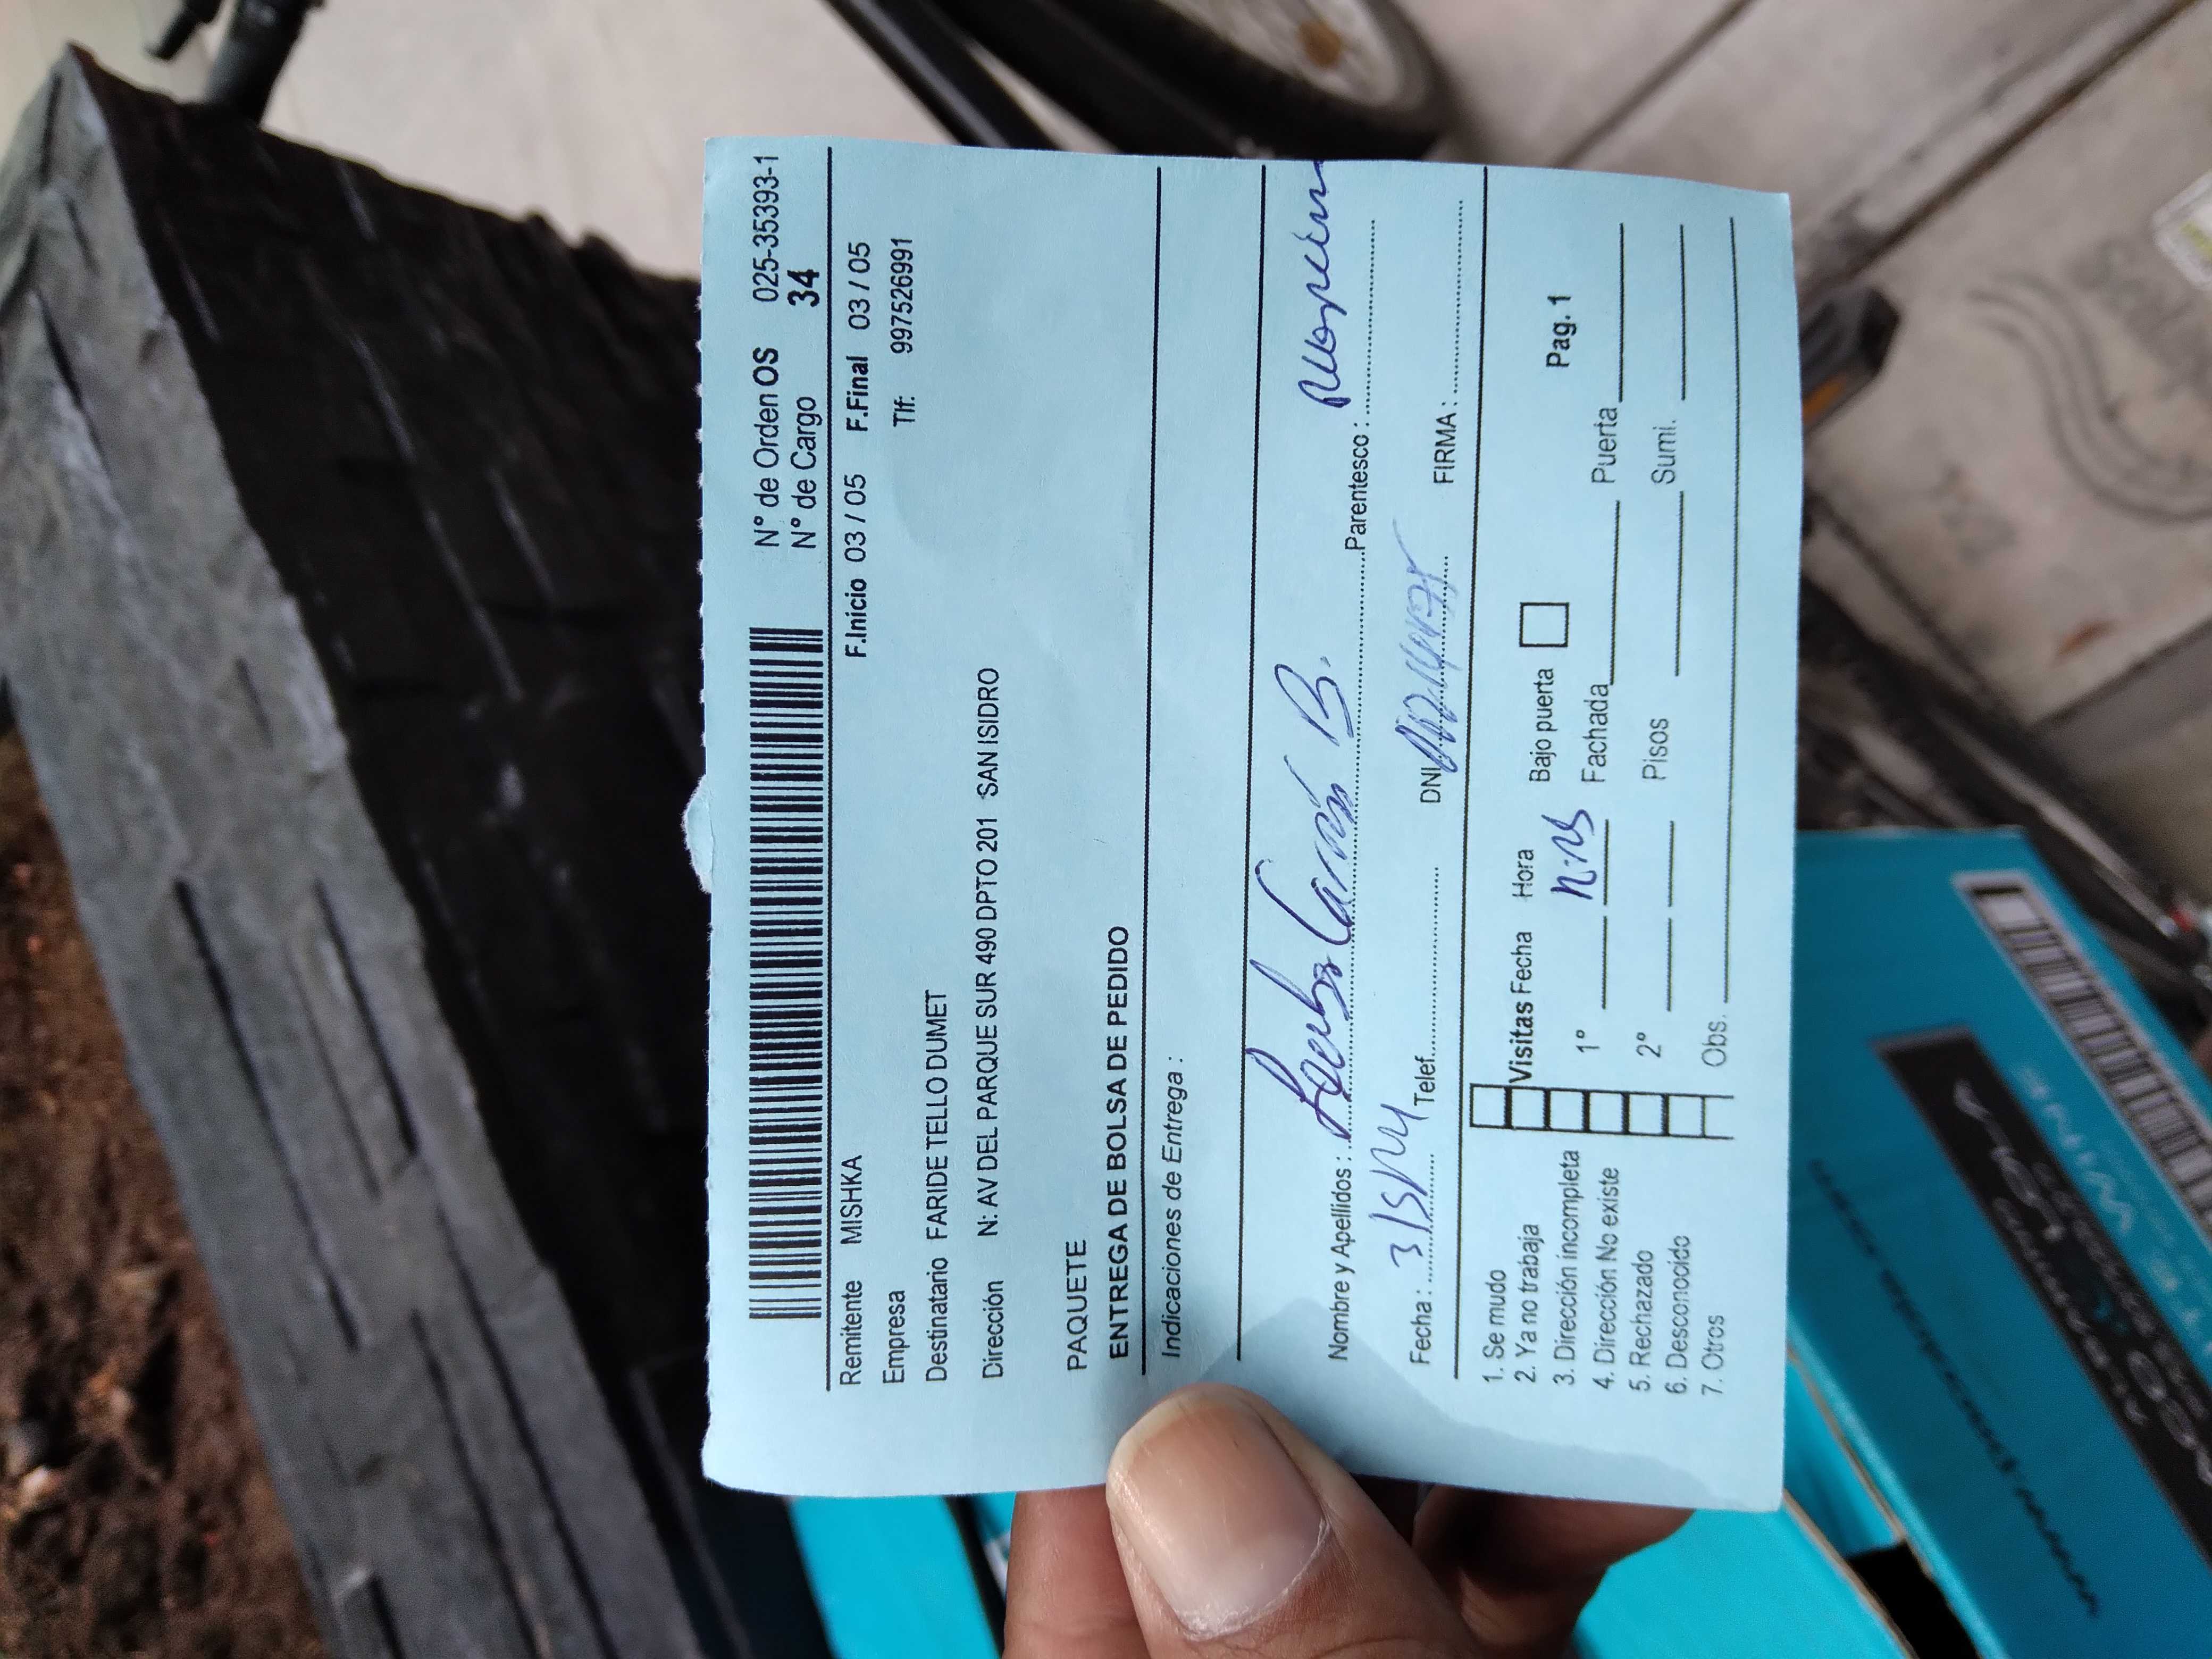 N° de Orden OS 025-35393-1
N° de Cargo 34
Remitente MISHKA F.Inicio 03 / 05 F.Final 03 / 05
Empresa Tlf: 997526991
Destinatario FARIDE TELLO DUMET
Dirección N: AV DEL PARQUE SUR 490 DPTO 201 SAN ISIDRO
PAQUETE
ENTREGA DE BOLSA DE PEDIDO
Indicaciones de Entrega :
Nombre y Apellidos : B. Parentesco :
Fecha : Telef. DNI FIRMA :
1. Se mudo
2. Ya no trabaja
3. Dirección incompleta
4. Dirección No existe
5. Rechazado
6. Desconocido
7. Otros
Visitas Fecha Hora Bajo puerta Pag. 1
1° Fachada Puerta
2° Pisos Sumi.
Obs.